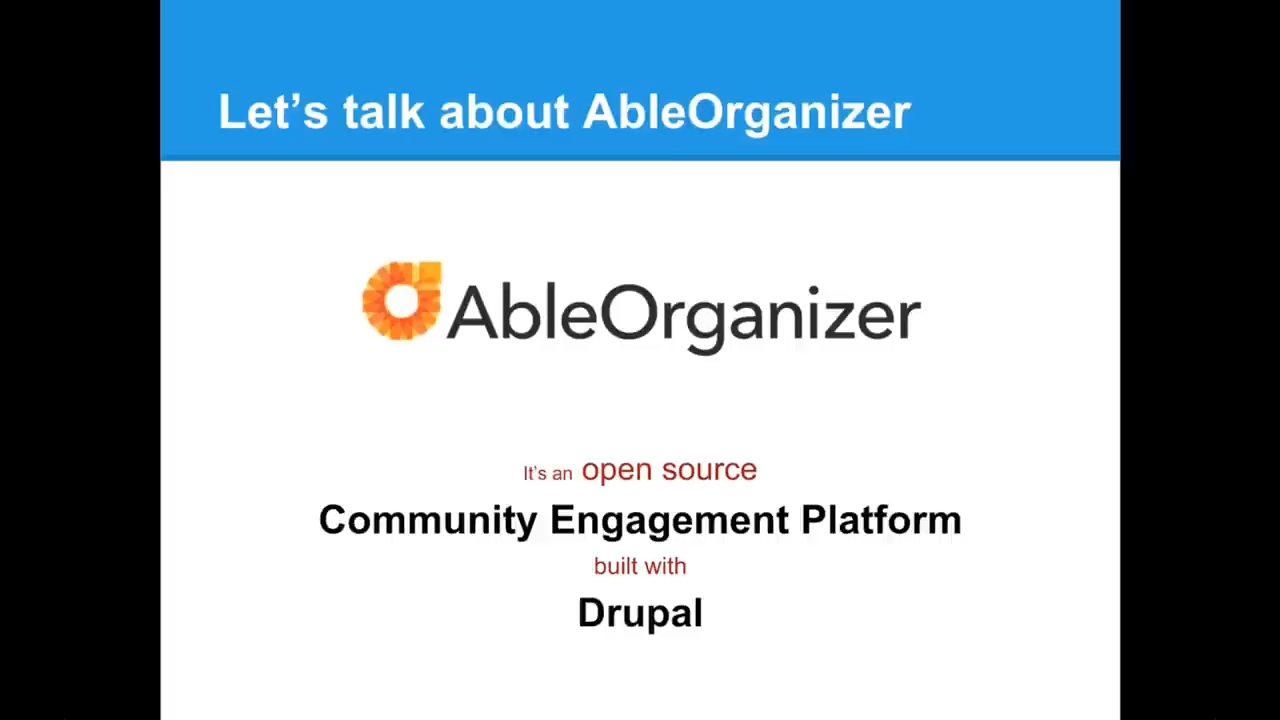 Let’s talk about AbleOrganizer
AbleOrganizer
It’s an open source
Community Engagement Platform
built with
Drupal